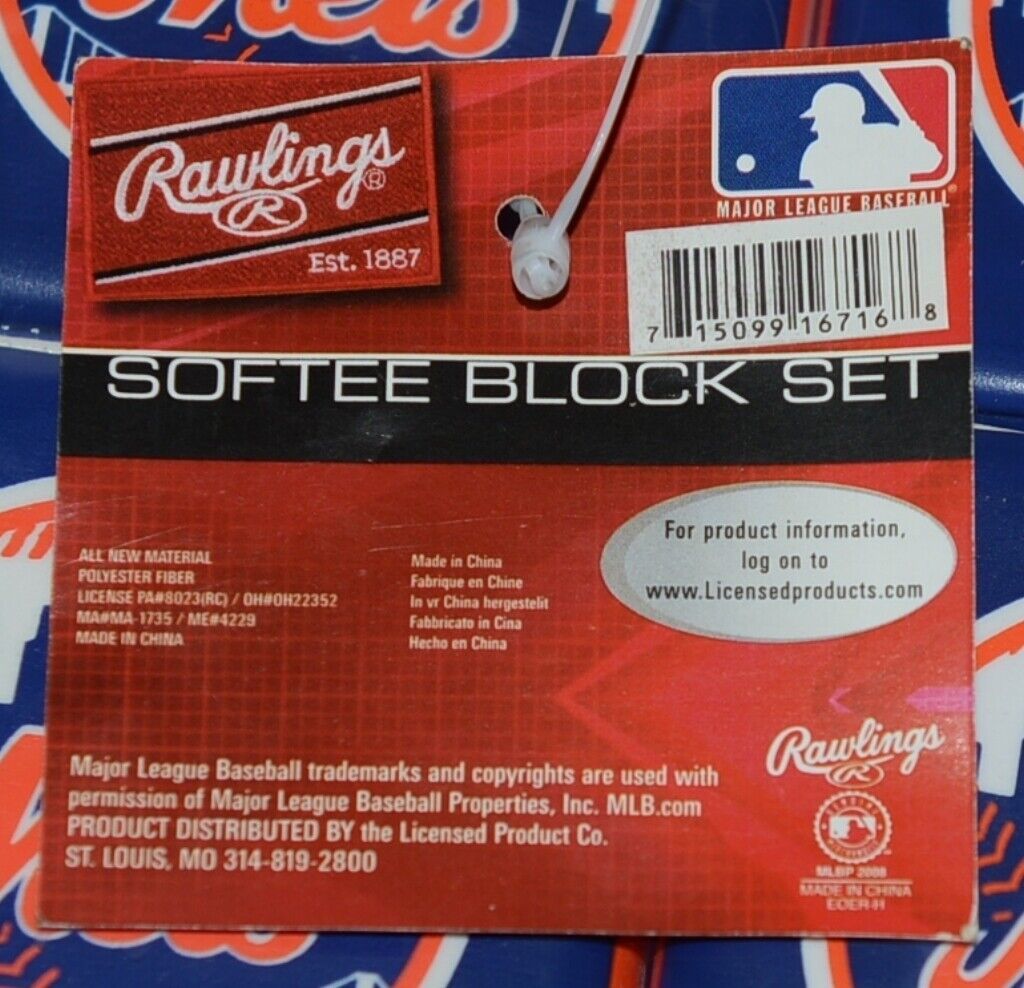 Mets
Rawlings®
R
Est. 1887
MAJOR LEAGUE BASEBALL®
7 15099 16716 8
SOFTEE BLOCK SET
For product information,
log on to
www.Licensedproducts.com
ALL NEW MATERIAL
POLYESTER FIBER
LICENSE PA#8023(RC) / OH#OH22352
MA#MA-1735 / ME#4229
MADE IN CHINA
Made in China
Fabrique en Chine
In vr China hergestelit
Fabbricato in Cina
Hecho en China
Major League Baseball trademarks and copyrights are used with
permission of Major League Baseball Properties, Inc. MLB.com
PRODUCT DISTRIBUTED BY the Licensed Product Co.
ST. LOUIS, MO 314-819-2800
Rawlings
R
GENUINE
MERCHANDISE
MLBP 2008
MADE IN CHINA
EOER-H